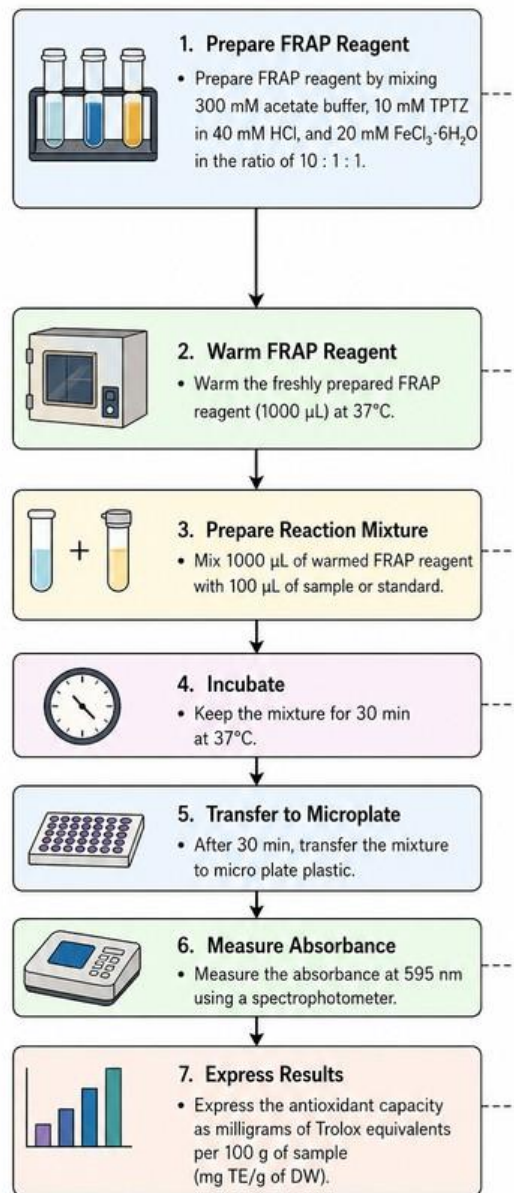 1. Prepare FRAP Reagent
• Prepare FRAP reagent by mixing
300 mM acetate buffer, 10 mM TPTZ
in 40 mM HCl, and 20 mM FeCl₃·6H₂O
in the ratio of 10 : 1 : 1.
2. Warm FRAP Reagent
• Warm the freshly prepared FRAP
reagent (1000 µL) at 37°C.
3. Prepare Reaction Mixture
• Mix 1000 µL of warmed FRAP reagent
with 100 µL of sample or standard.
4. Incubate
• Keep the mixture for 30 min
at 37°C.
5. Transfer to Microplate
• After 30 min, transfer the mixture
to micro plate plastic.
6. Measure Absorbance
• Measure the absorbance at 595 nm
using a spectrophotometer.
7. Express Results
• Express the antioxidant capacity
as milligrams of Trolox equivalents
per 100 g of sample
(mg TE/g of DW).